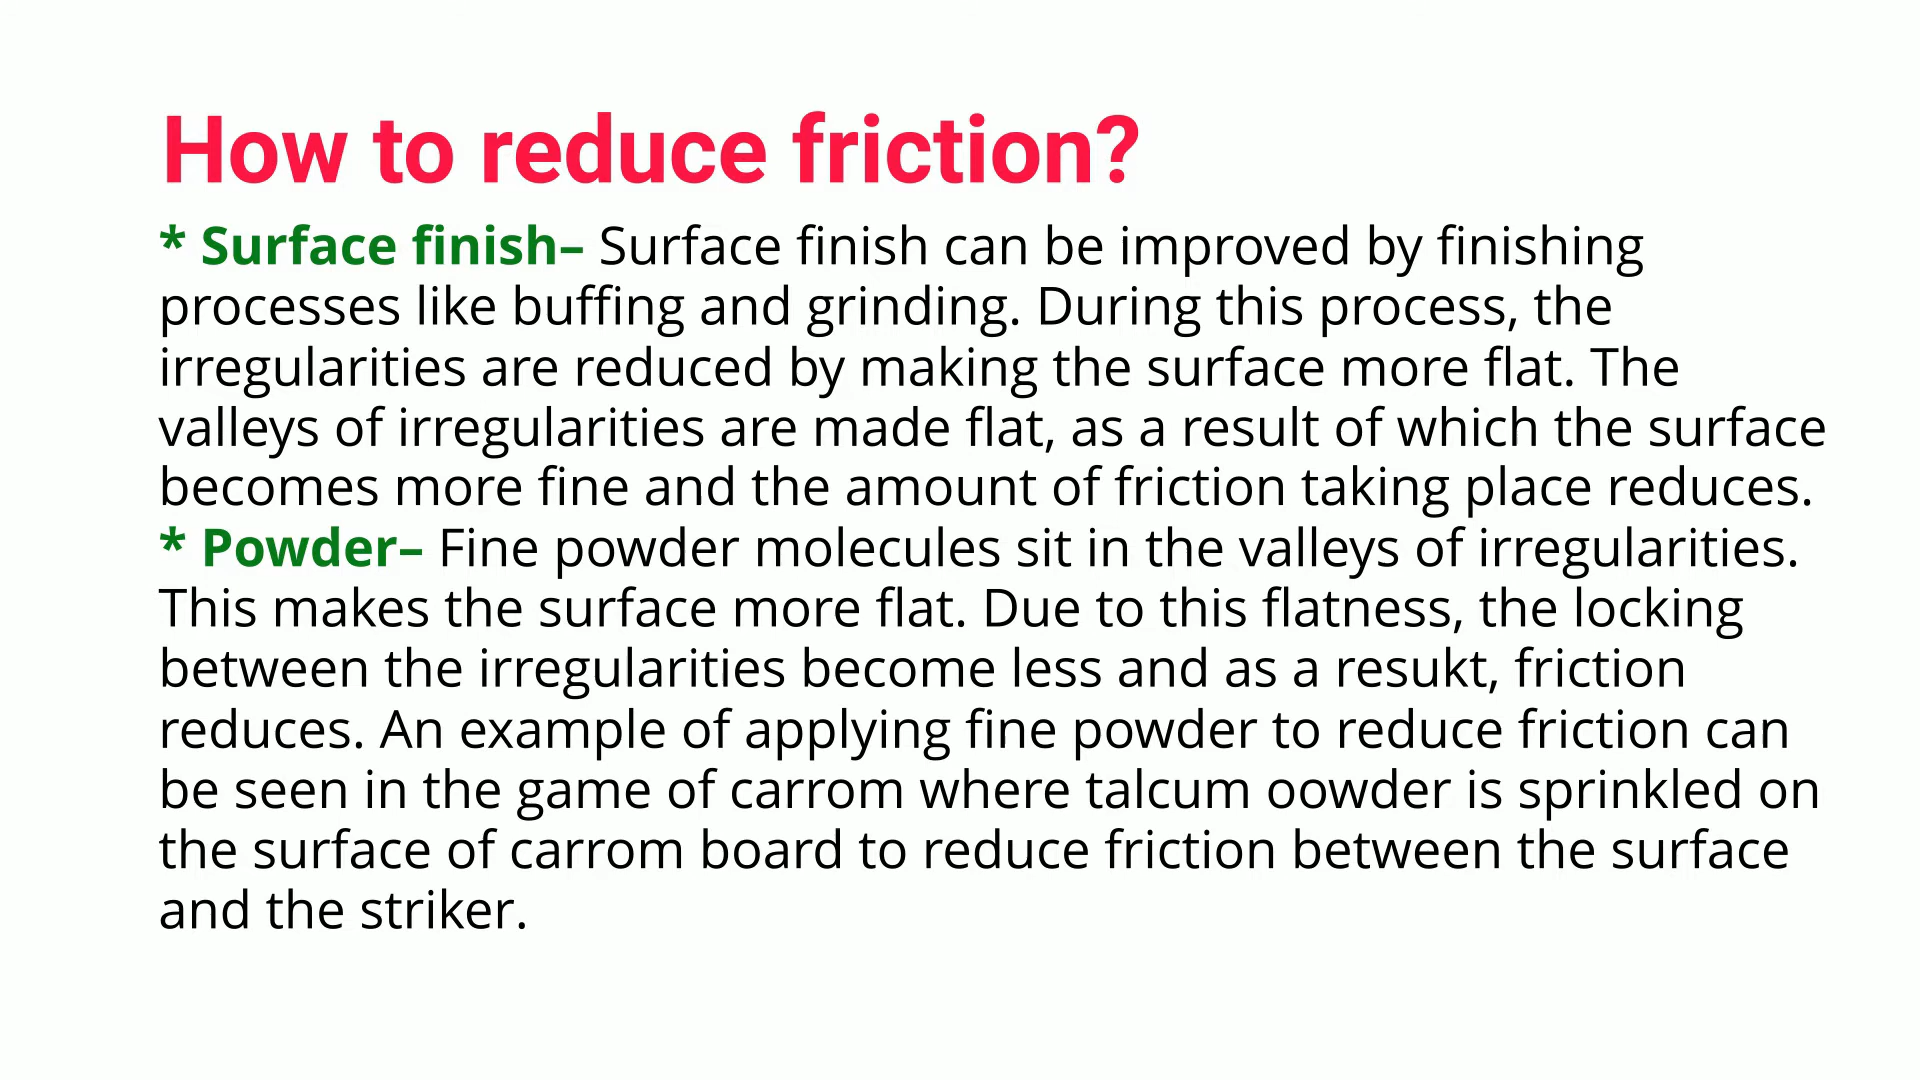 How to reduce friction?
* Surface finish– Surface finish can be improved by finishing
processes like buffing and grinding. During this process, the
irregularities are reduced by making the surface more flat. The
valleys of irregularities are made flat, as a result of which the surface
becomes more fine and the amount of friction taking place reduces.
* Powder– Fine powder molecules sit in the valleys of irregularities.
This makes the surface more flat. Due to this flatness, the locking
between the irregularities become less and as a resukt, friction
reduces. An example of applying fine powder to reduce friction can
be seen in the game of carrom where talcum oowder is sprinkled on
the surface of carrom board to reduce friction between the surface
and the striker.